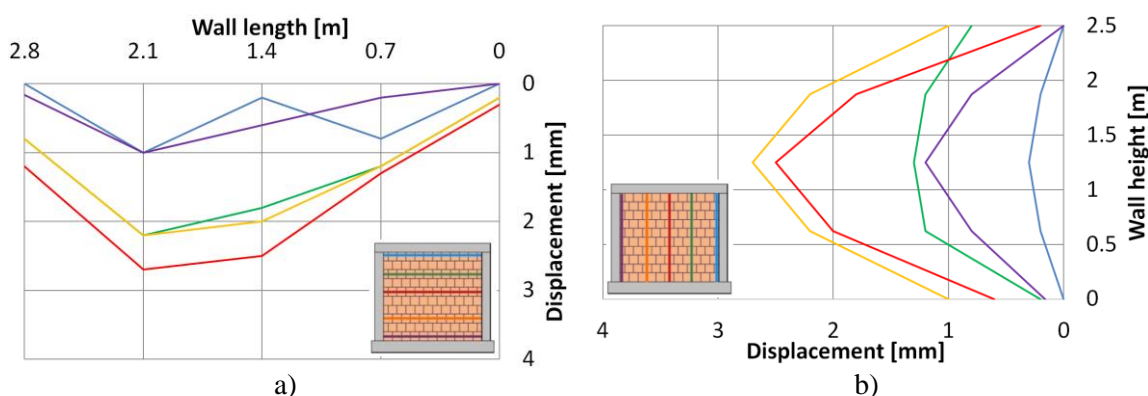 Wall length [m]
2.8 2.1 1.4 0.7 0
0
1
2
3
4
Displacement [mm]
a)
2.5
2
1.5
1
0.5
0
Wall height [m]
4 3 2 1 0
Displacement [mm]
b)